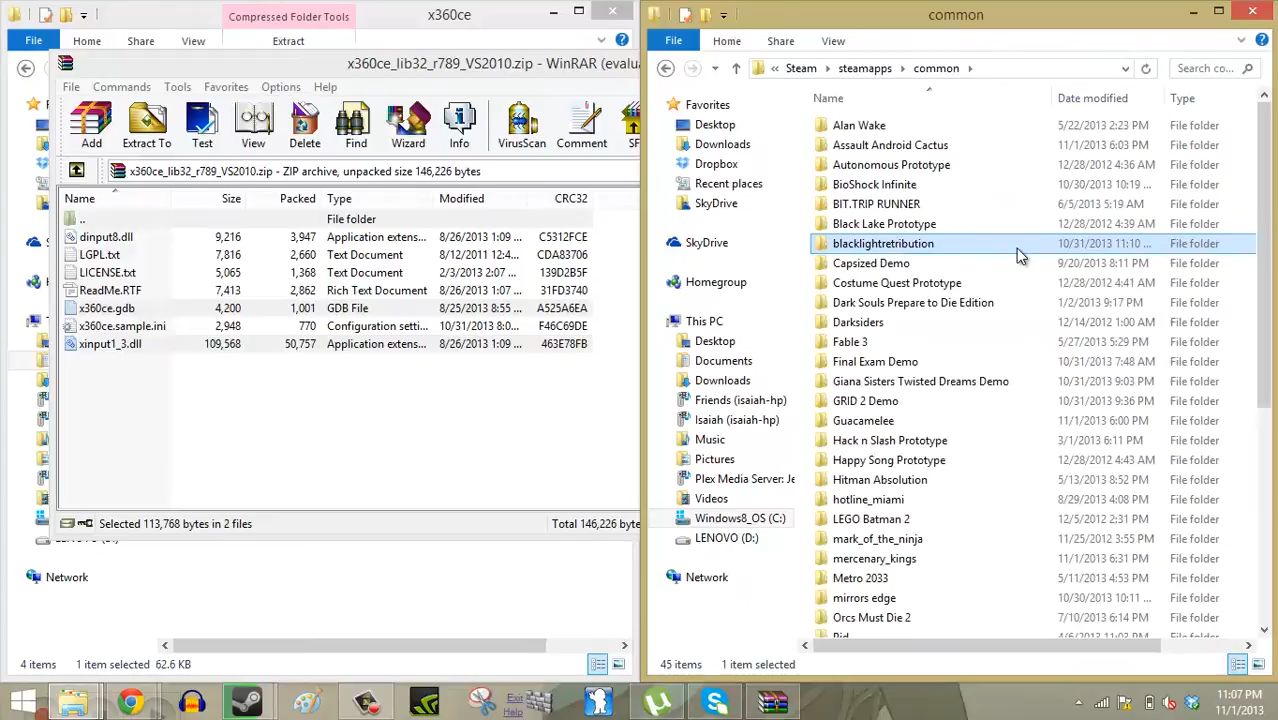 Compressed Folder Tools
x360ce
File
Home
Share
View
Extract
x360ce_lib32_r789_VS2010.zip - WinRAR (evalua
File
Commands
Tools
Favorites
Options
Help
Add
Extract To
Test
View
Delete
Find
Wizard
Info
VirusScan
Comment
SF
x360ce_lib32_r789_VS2010.zip - ZIP archive, unpacked size 146,226 bytes
Name Size Packed Type Modified CRC32
.. File folder
dinput8.dll 9,216 3,947 Application extens... 8/26/2013 1:09 ... C5312FCE
LGPL.txt 7,816 2,660 Text Document 8/12/2011 2:4... CDA83706
LICENSE.txt 5,065 1,368 Text Document 2/3/2013 2:07 ... 139D2B5F
ReadMe.RTF 7,413 2,862 Rich Text Document 8/26/2013 1:09 ... 31FD3740
x360ce.gdb 4,200 1,001 GDB File 8/25/2013 8:55 ... A525A6EA
x360ce.sample.ini 2,948 770 Configuration setti... 10/31/2013 8:0... F46C69DE
xinput1_3.dll 109,568 50,757 Application extens... 8/26/2013 1:09 ... 463E78FB
Selected 113,768 bytes in 2 files
Total 146,226 byte
Network
4 items 1 item selected 62.6 KB
common
File
Home
Share
View
Steam
steamapps
common
Search co...
Favorites
Desktop
Downloads
Dropbox
Recent places
SkyDrive
SkyDrive
Homegroup
This PC
Desktop
Documents
Downloads
Friends (isaiah-hp)
Isaiah (isaiah-hp)
Music
Pictures
Plex Media Server: Je
Videos
Windows8_OS (C:)
LENOVO (D:)
Network
Name Date modified Type
Alan Wake 5/22/2013 2:23 PM File folder
Assault Android Cactus 11/1/2013 6:03 PM File folder
Autonomous Prototype 12/28/2012 4:36 AM File folder
BioShock Infinite 10/30/2013 10:19 ... File folder
BIT.TRIP RUNNER 6/5/2013 5:19 AM File folder
Black Lake Prototype 12/28/2012 4:39 AM File folder
blacklightretribution 10/31/2013 11:10 ... File folder
Capsized Demo 9/20/2013 8:11 PM File folder
Costume Quest Prototype 12/28/2012 4:41 AM File folder
Dark Souls Prepare to Die Edition 1/2/2013 9:17 PM File folder
Darksiders 12/14/2012 1:00 AM File folder
Fable 3 5/27/2013 5:29 PM File folder
Final Exam Demo 10/31/2013 7:48 AM File folder
Giana Sisters Twisted Dreams Demo 10/31/2013 9:03 PM File folder
GRID 2 Demo 10/31/2013 9:36 PM File folder
Guacamelee 11/1/2013 6:00 PM File folder
Hack n Slash Prototype 3/1/2013 6:11 PM File folder
Happy Song Prototype 12/28/2012 4:43 AM File folder
Hitman Absolution 5/13/2013 8:52 PM File folder
hotline_miami 8/29/2013 4:08 PM File folder
LEGO Batman 2 12/5/2012 2:31 PM File folder
mark_of_the_ninja 11/25/2012 3:55 PM File folder
mercenary_kings 11/1/2013 6:31 PM File folder
Metro 2033 5/11/2013 4:53 PM File folder
mirrors edge 10/30/2013 10:11 ... File folder
Orcs Must Die 2 7/10/2013 6:14 PM File folder
45 items 1 item selected
Exit
Help
11:07 PM
11/1/2013